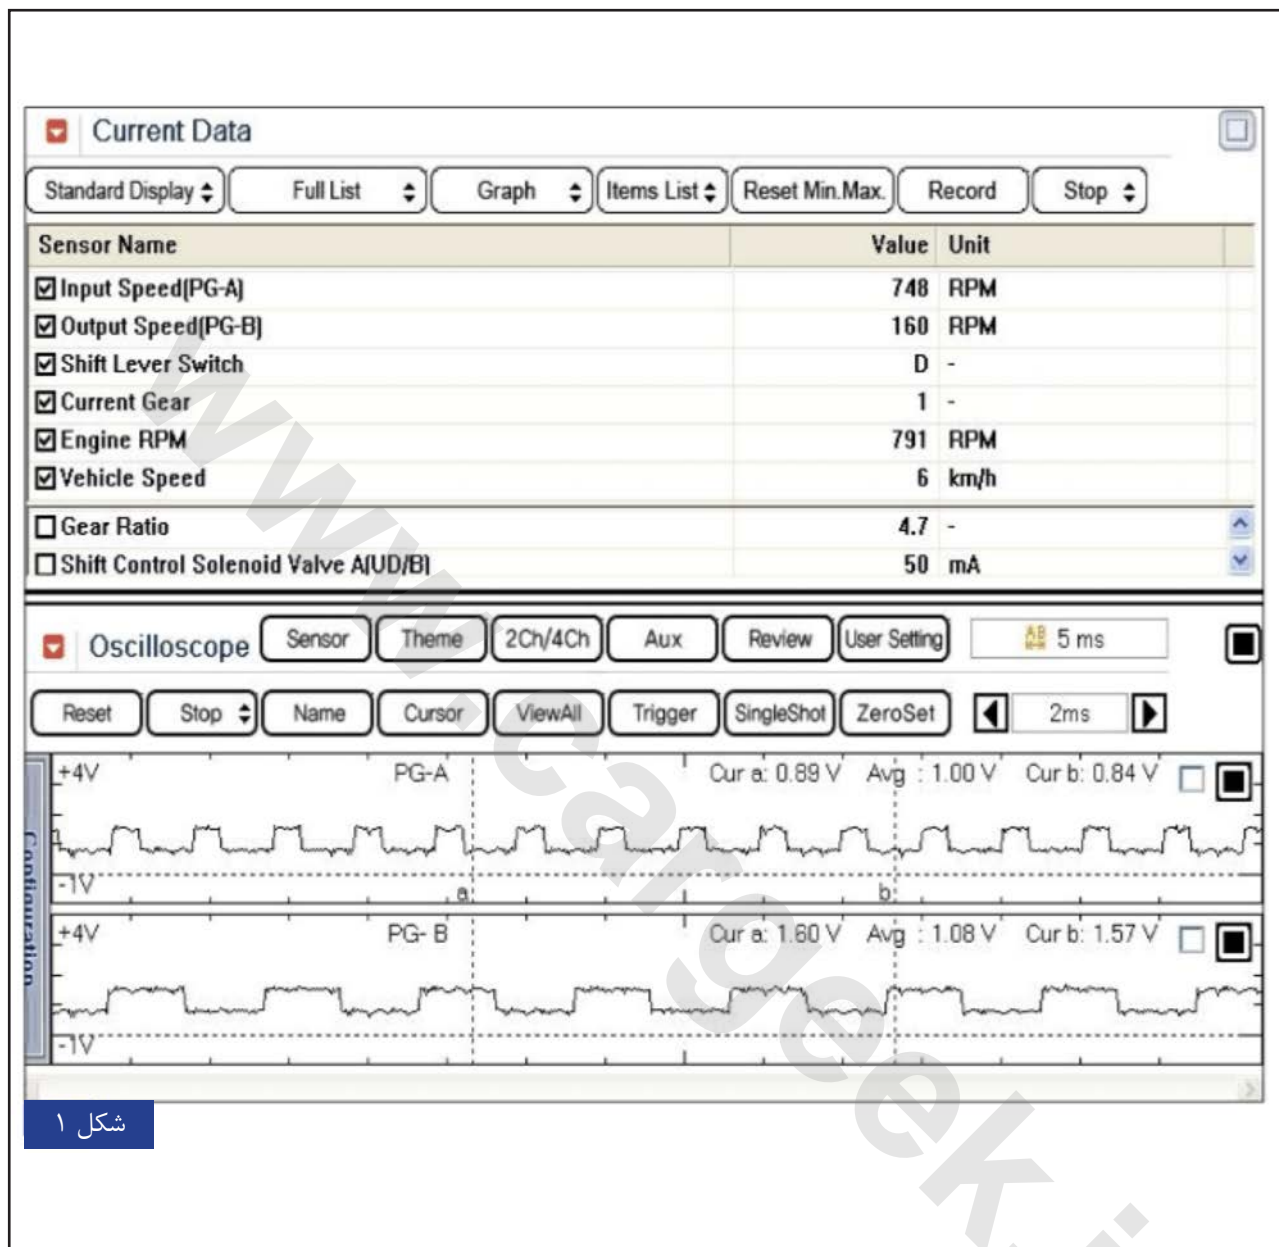 Current Data
Standard Display Full List Graph Items List Reset Min.Max. Record Stop
Sensor Name Value Unit
Input Speed(PG-A) 748 RPM
Output Speed(PG-B) 160 RPM
Shift Lever Switch D -
Current Gear 1 -
Engine RPM 791 RPM
Vehicle Speed 6 km/h
Gear Ratio 4.7 -
Shift Control Solenoid Valve A(UD/B) 50 mA
Oscilloscope Sensor Theme 2Ch/4Ch Aux Review User Setting AB 5 ms
Reset Stop Name Cursor ViewAll Trigger SingleShot ZeroSet 2ms
+4V PG-A Cur a: 0.89 V Avg : 1.00 V Cur b: 0.84 V
-1V a b
+4V PG- B Cur a: 1.60 V Avg : 1.08 V Cur b: 1.57 V
-1V
Configuration
شکل ۱